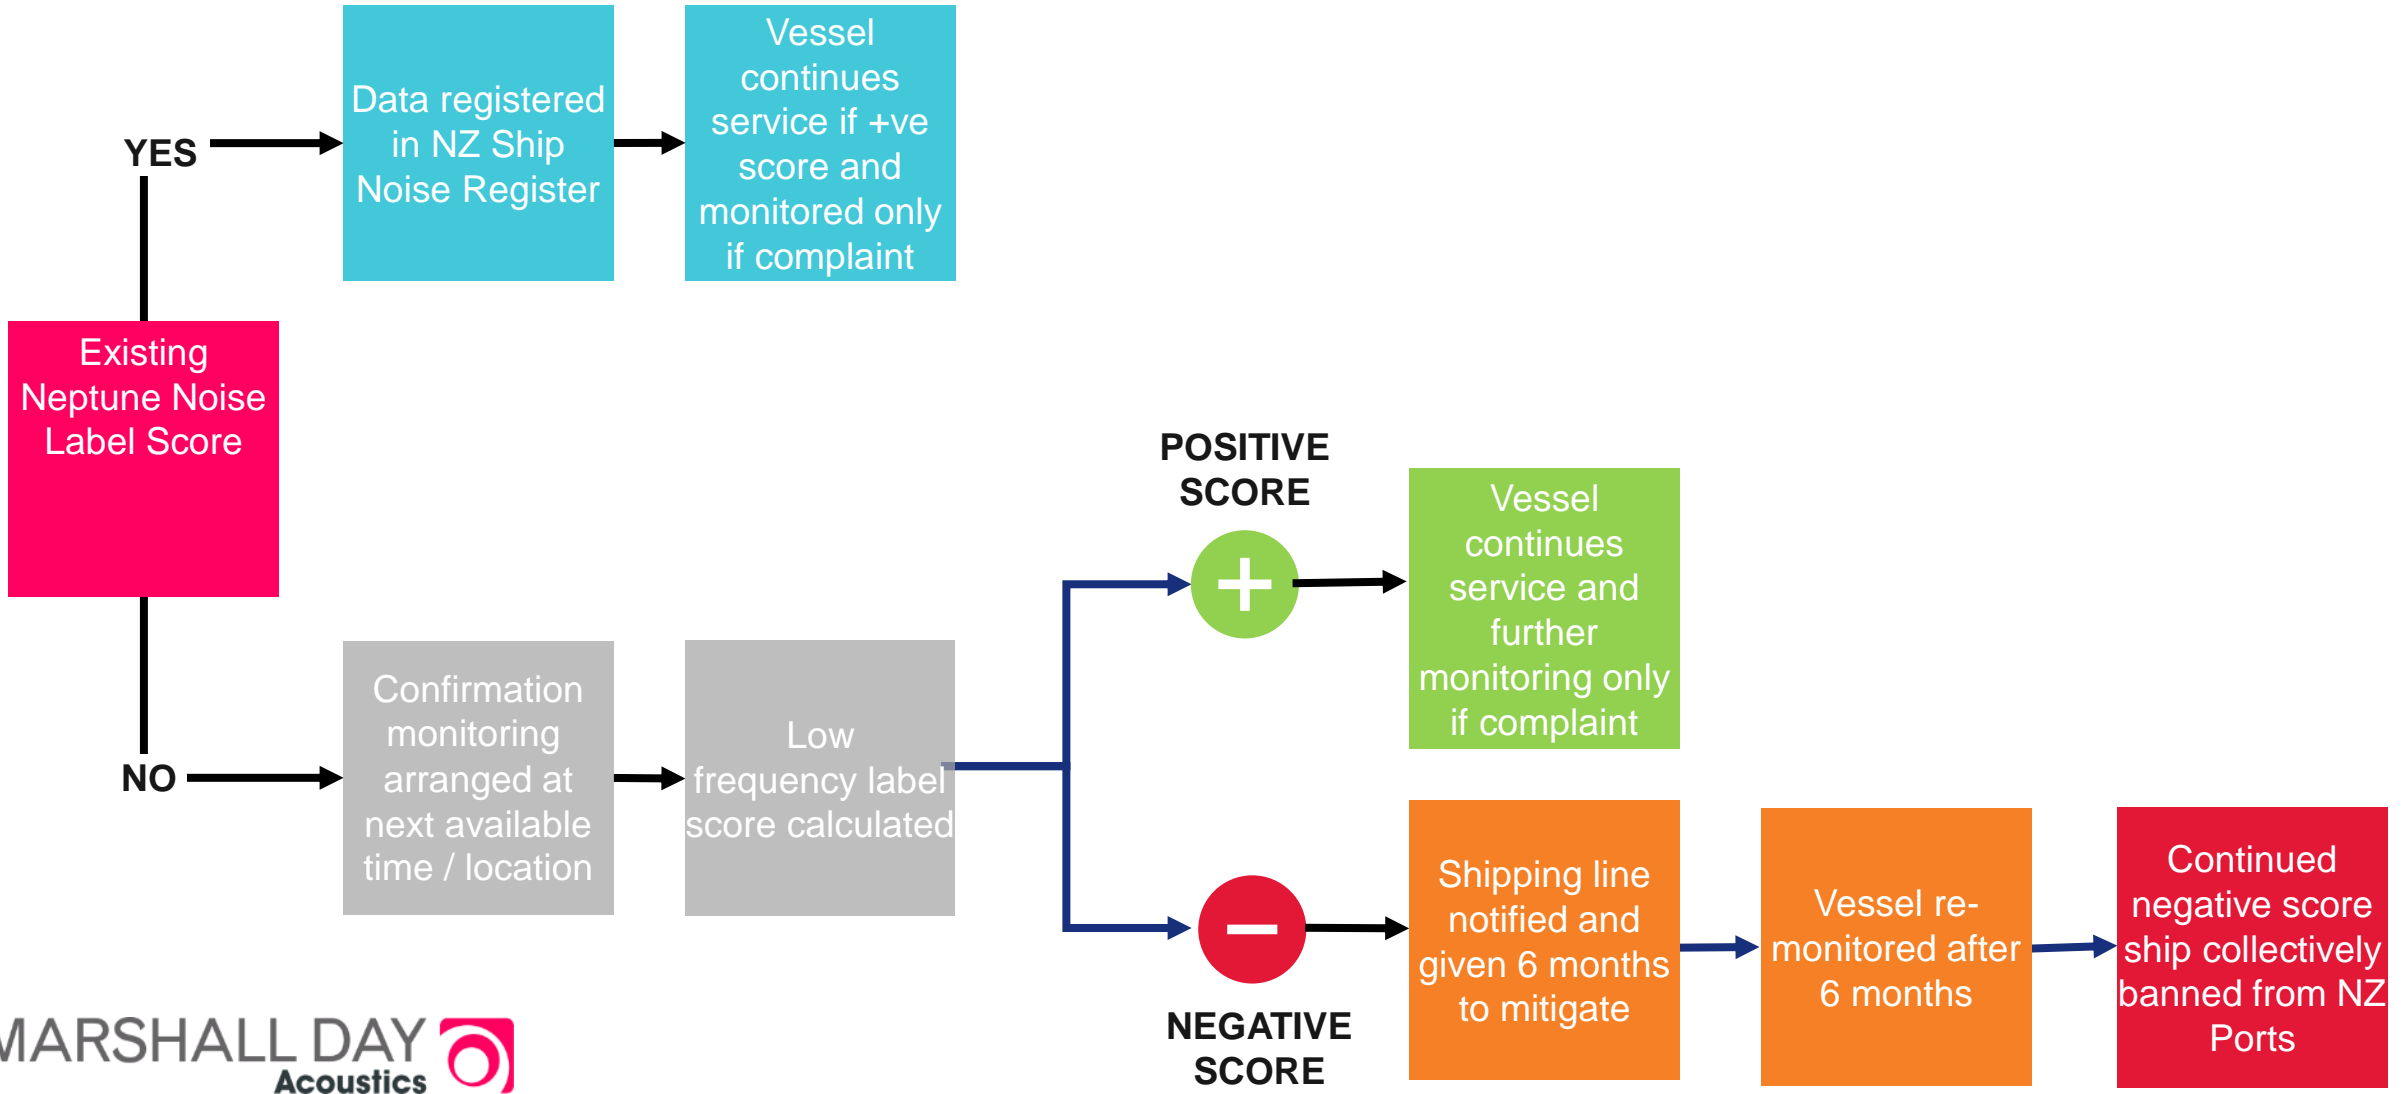 YES
Data registered
in NZ Ship
Noise Register
Vessel
continues
service if +ve
score and
monitored only
if complaint
Existing
Neptune Noise
Label Score
NO
Confirmation
monitoring
arranged at
next available
time / location
Low
frequency label
score calculated
POSITIVE
SCORE
+
Vessel
continues
service and
further
monitoring only
if complaint
−
NEGATIVE
SCORE
Shipping line
notified and
given 6 months
to mitigate
Vessel re-
monitored after
6 months
Continued
negative score
ship collectively
banned from NZ
Ports
MARSHALL DAY
Acoustics